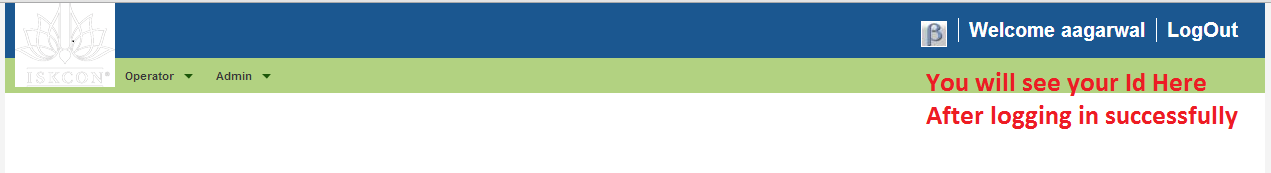 β Welcome aagarwal LogOut
ISKCON® Operator Admin
You will see your Id Here
After logging in successfully